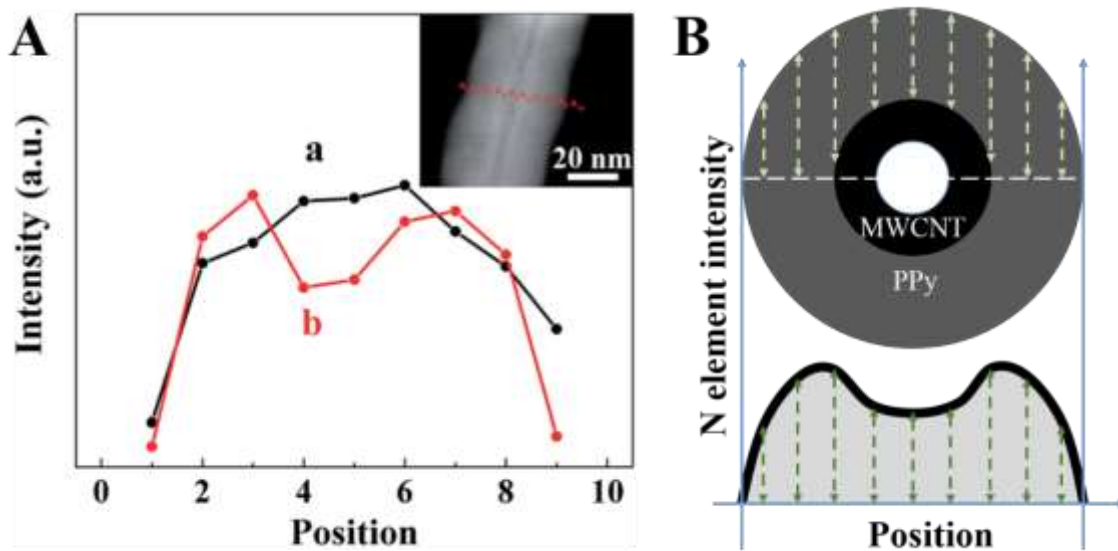 A
Intensity (a.u.)
a
b
20 nm
0 2 4 6 8 10
Position
B
N element intensity
MWCNT
PPy
Position